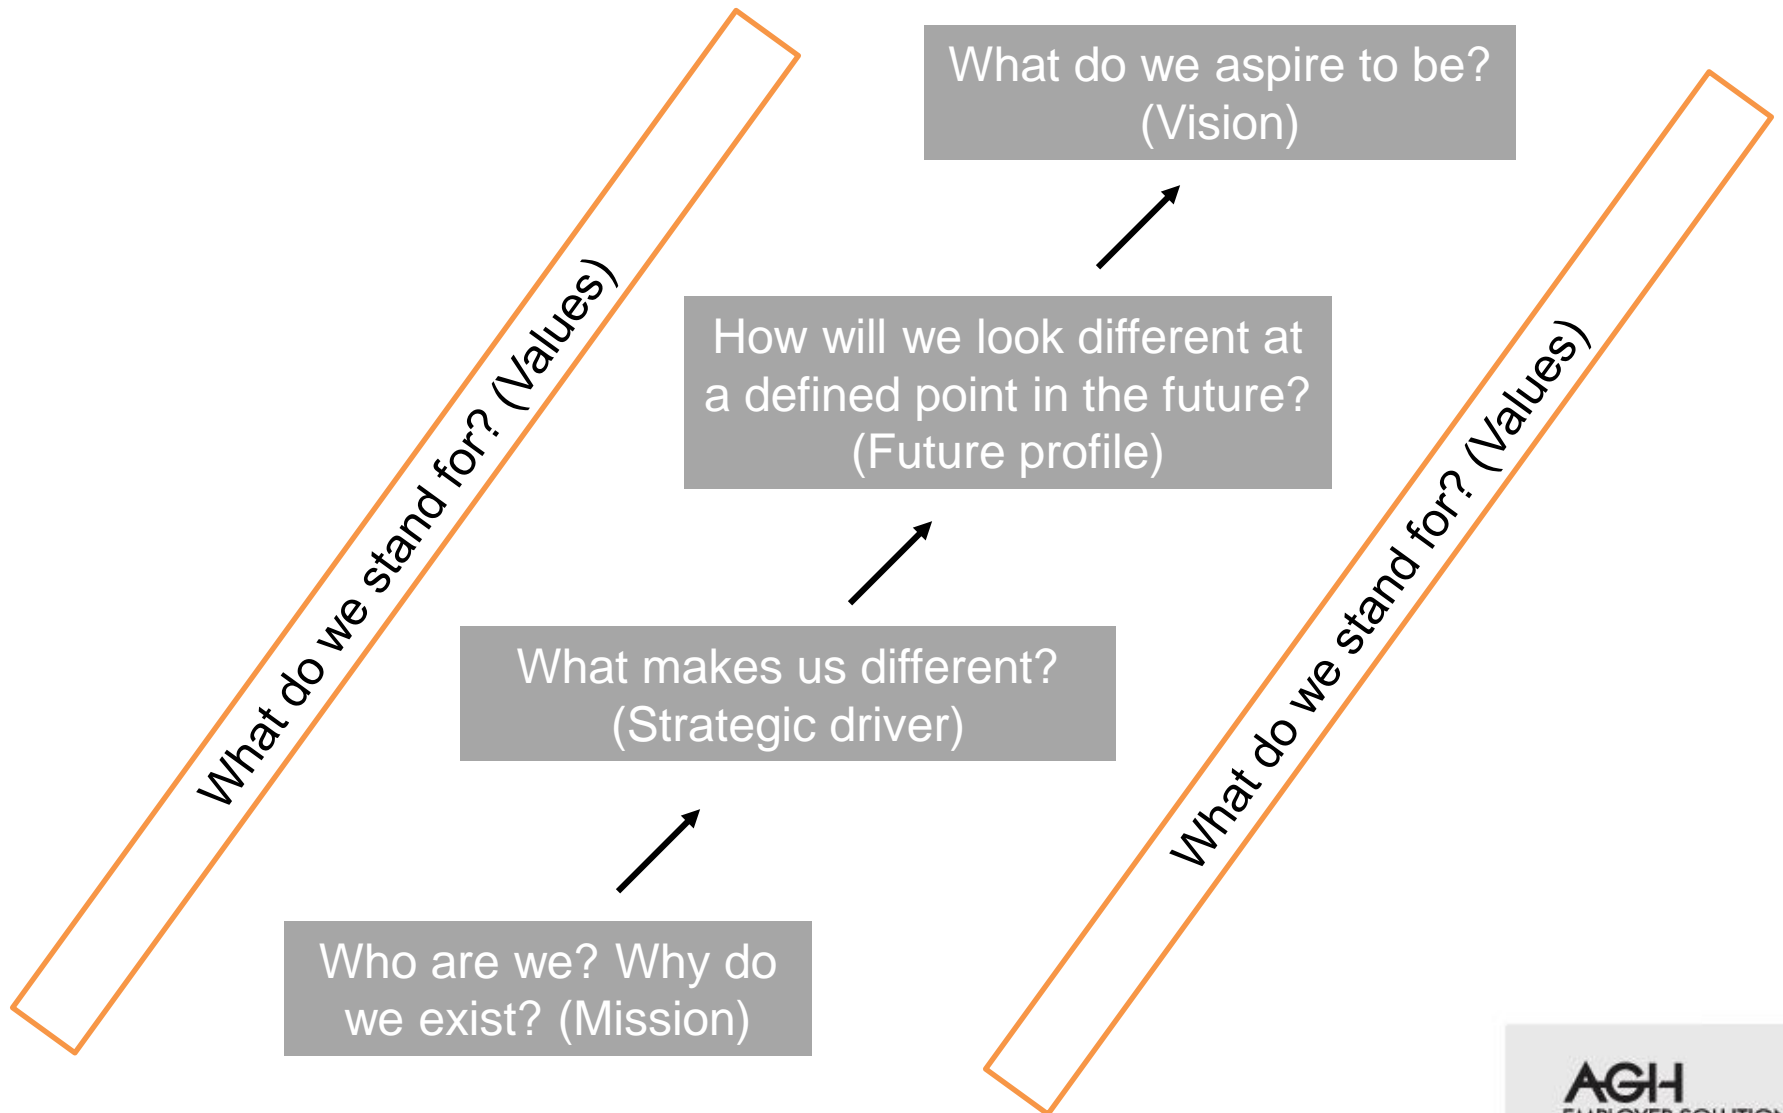 What do we aspire to be?
(Vision)
How will we look different at
a defined point in the future?
(Future profile)
What do we stand for? (Values)
What do we stand for? (Values)
What makes us different?
(Strategic driver)
Who are we? Why do
we exist? (Mission)
AGH
EMPLOYER